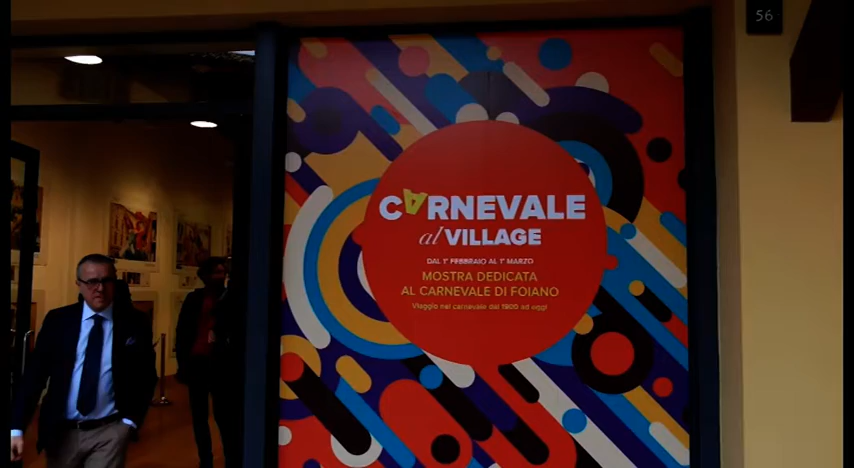 56
CARNEVALE
al VILLAGE
DAL 1° FEBBRAIO AL 1° MARZO
MOSTRA DEDICATA
AL CARNEVALE DI FOIANO
Viaggio nel carnevale dal 1900 ad oggi